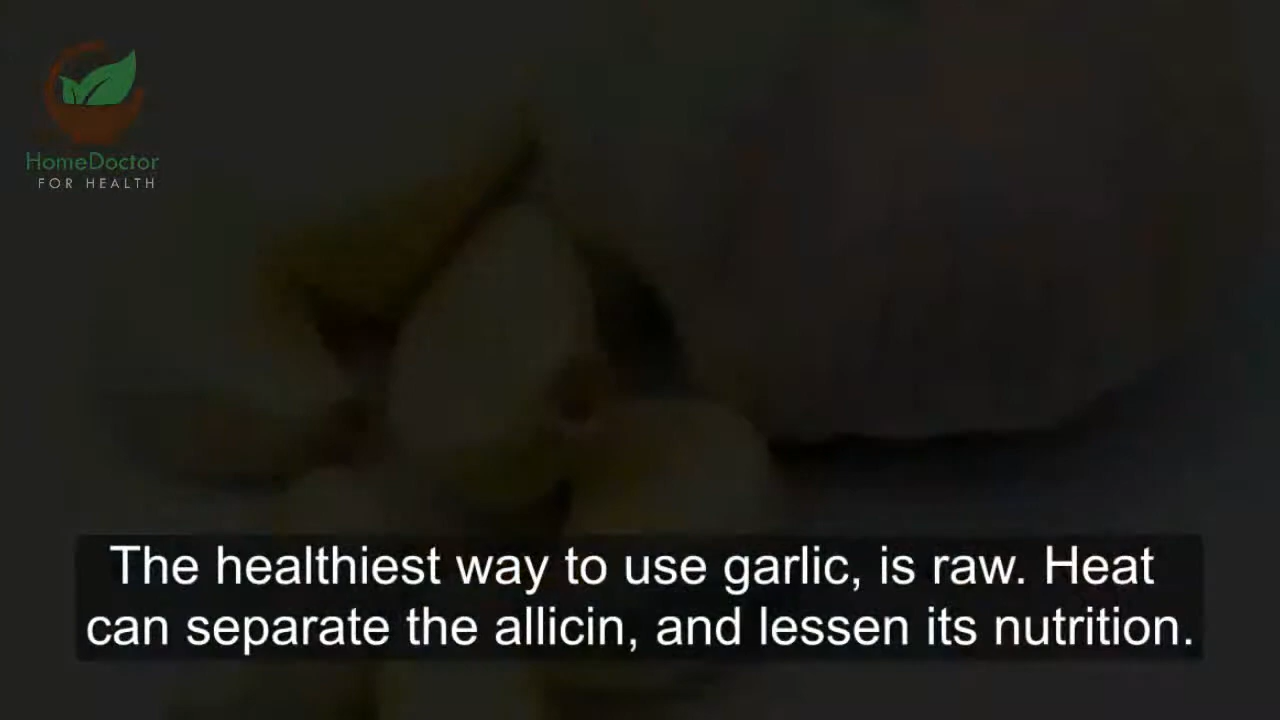 HomeDoctor
FOR HEALTH
The healthiest way to use garlic, is raw. Heat
can separate the allicin, and lessen its nutrition.